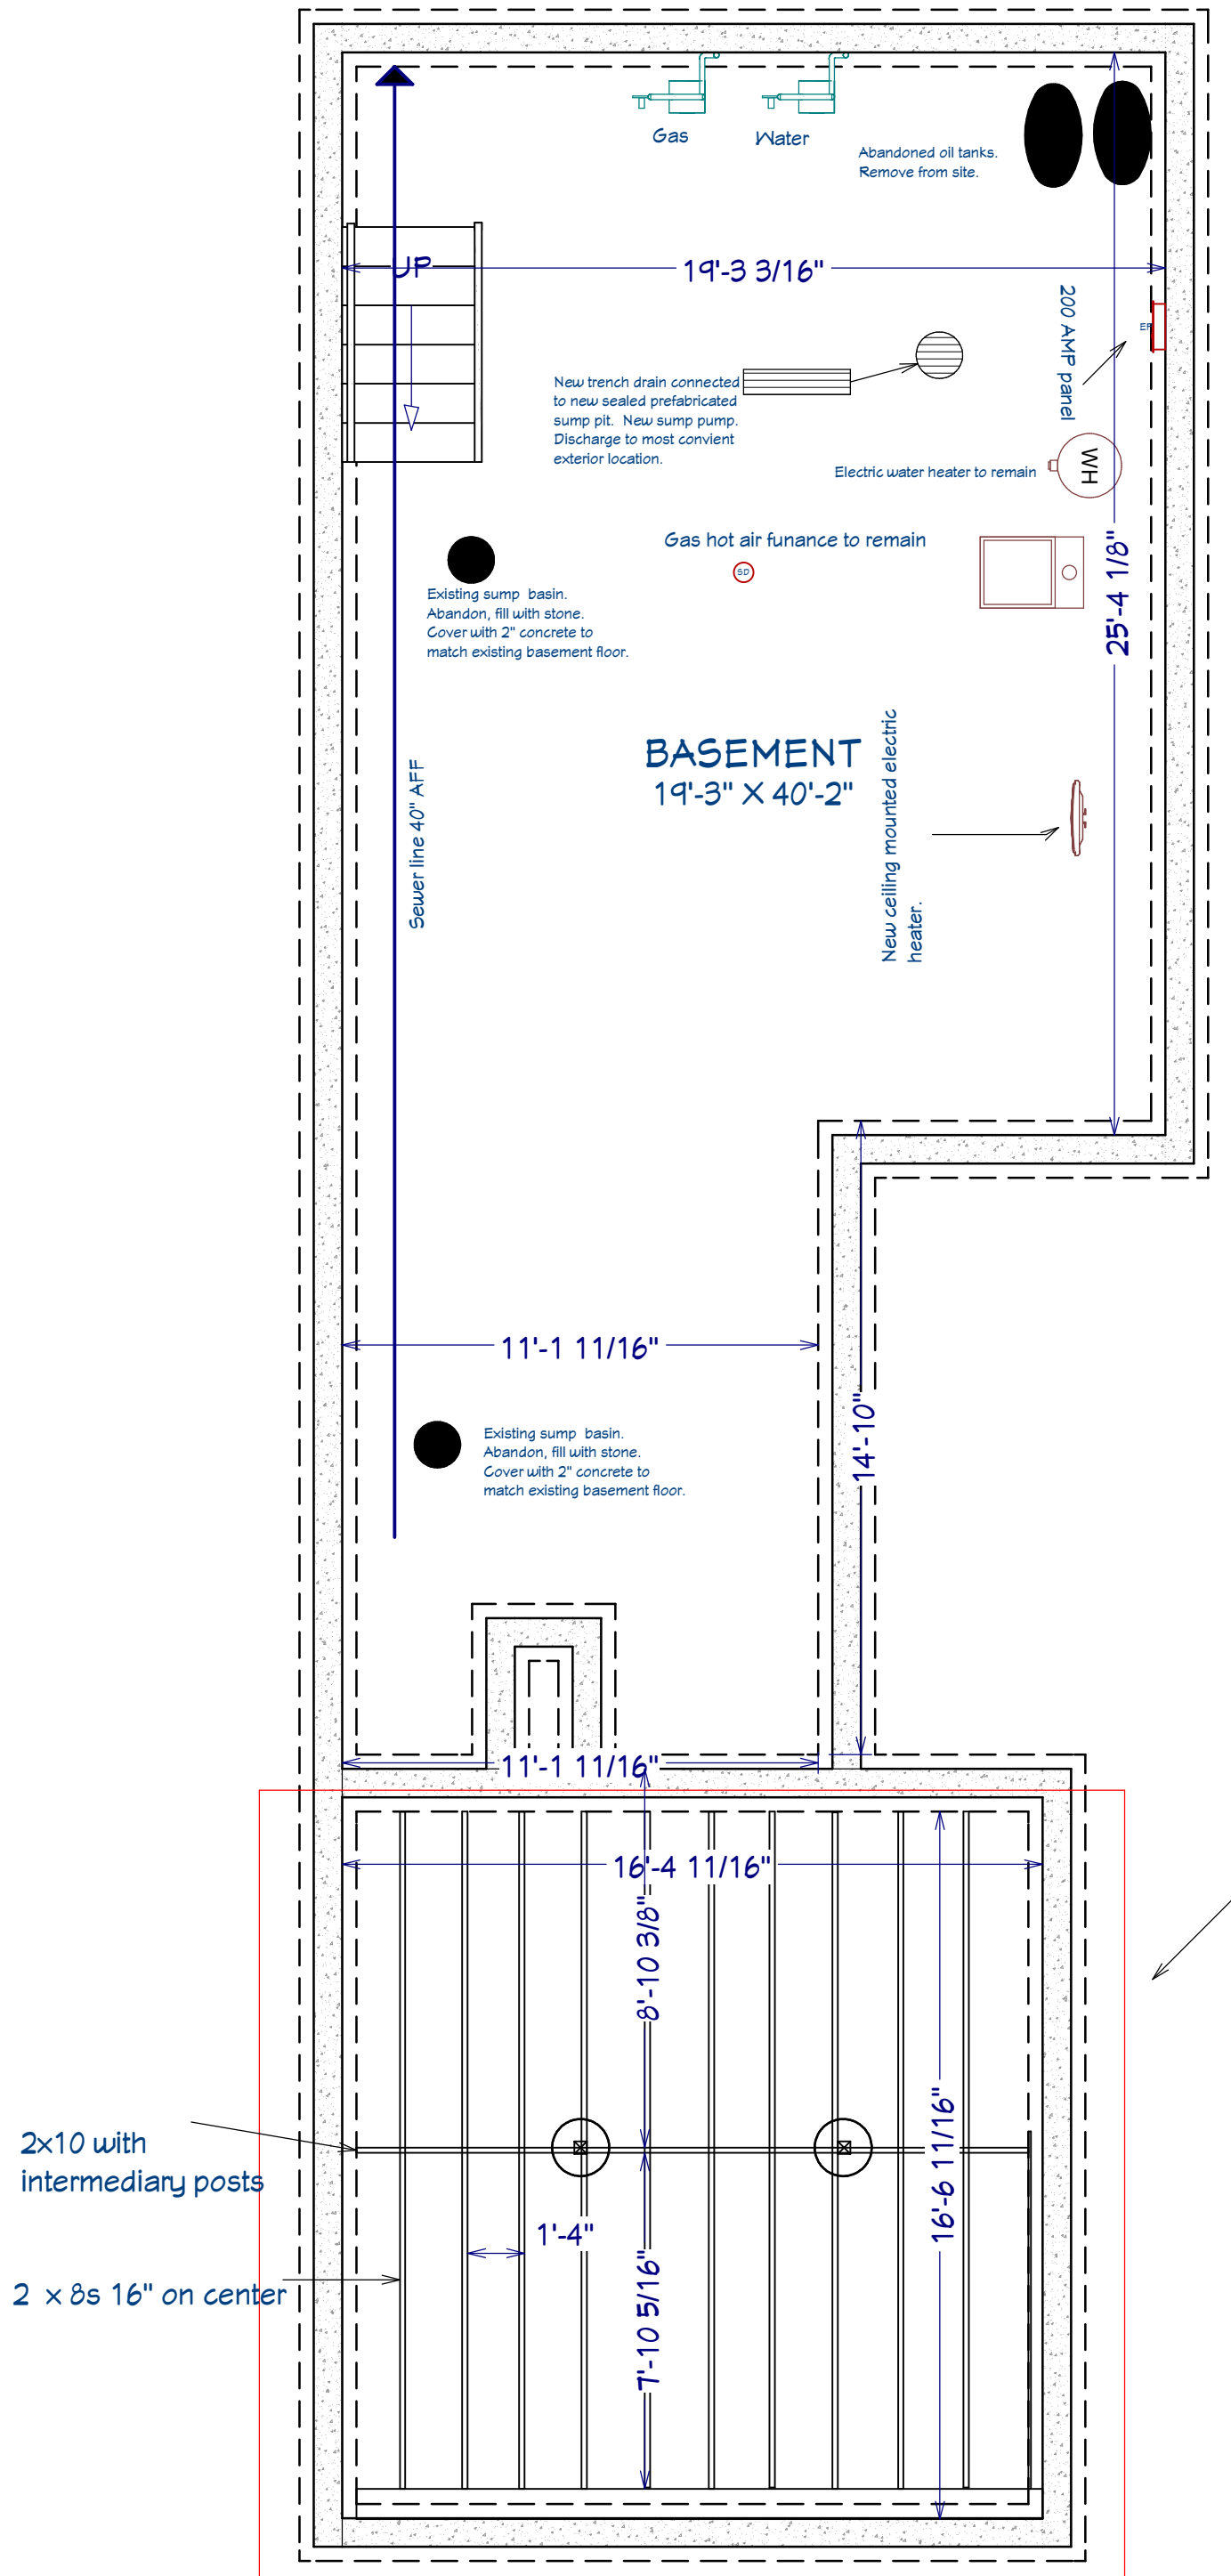 Gas
Water
Abandoned oil tanks.
Remove from site.
UP
19'-3 3/16"
200 AMP panel
EP
New trench drain connected
to new sealed prefabricated
sump pit.  New sump pump.
Discharge to most convient
exterior location.
Electric water heater to remain
WH
Gas hot air funance to remain
SD
25'-4 1/8"
Existing sump  basin.
Abandon, fill with stone.
Cover with 2" concrete to
match existing basement floor.
BASEMENT
19'-3" X 40'-2"
New ceiling mounted electric
heater.
Sewer line 40" AFF
11'-1 11/16"
14'-10"
Existing sump  basin.
Abandon, fill with stone.
Cover with 2" concrete to
match existing basement floor.
11'-1 11/16"
16'-4 11/16"
8'-10 3/8"
16'-6 11/16"
2x10 with
intermediary posts
1'-4"
2 x 8s 16" on center
7'-10 5/16"